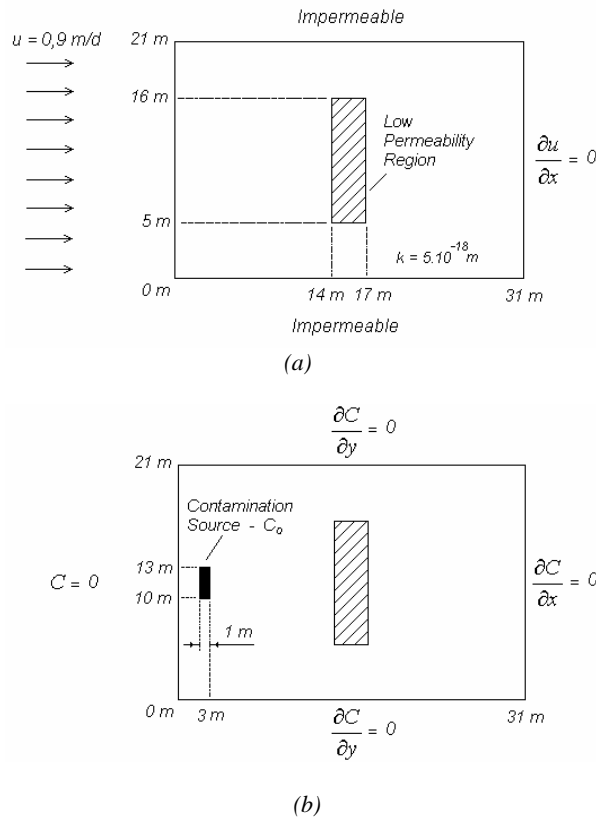 Impermeable
u = 0,9 m/d
21 m
16 m
Low
Permeability
Region
∂u/∂x = 0
5 m
k = 5.10^-18 m
0 m
14 m 17 m 31 m
Impermeable
(a)
∂C/∂y = 0
21 m
Contamination
Source - C₀
13 m
C = 0
∂C/∂x = 0
10 m
1 m
0 m
3 m
31 m
∂C/∂y = 0
(b)